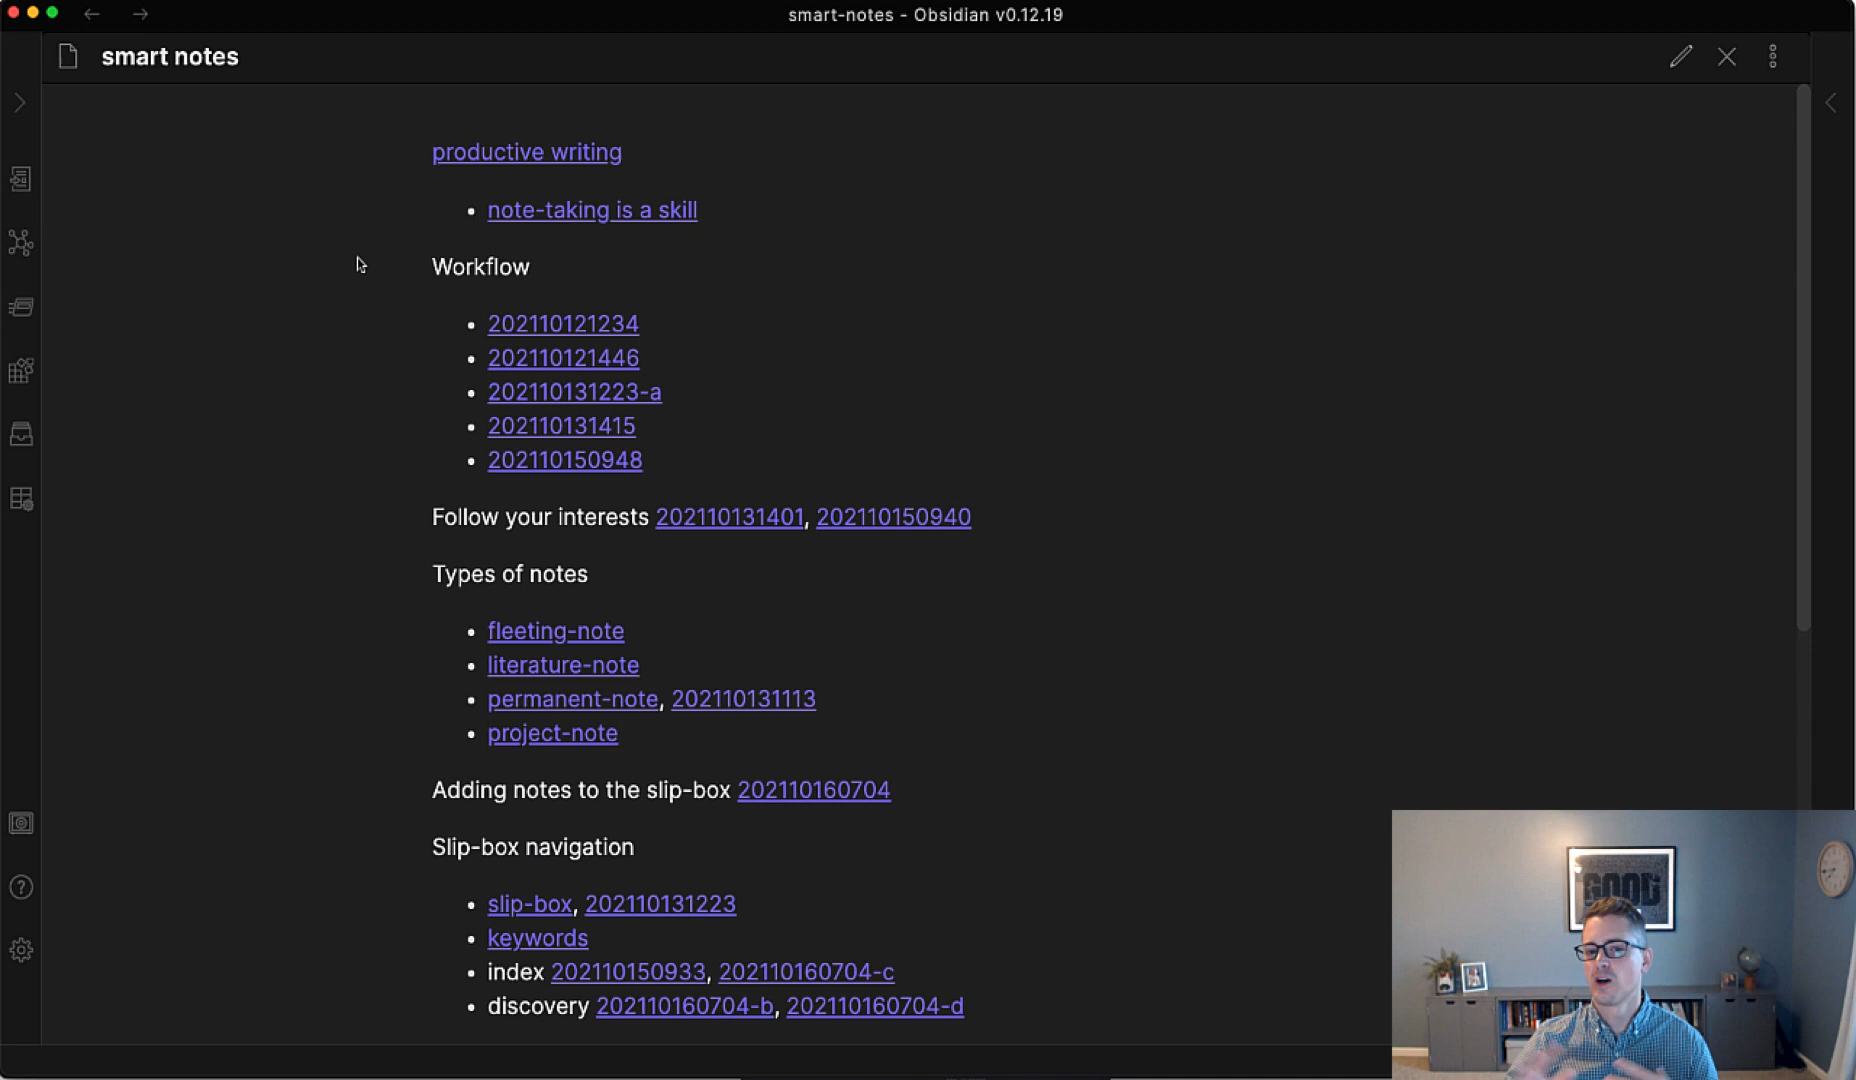 smart-notes - Obsidian v0.12.19
smart notes
productive writing
note-taking is a skill
Workflow
202110121234
202110121446
202110131223-a
202110131415
202110150948
Follow your interests 202110131401, 202110150940
Types of notes
fleeting-note
literature-note
permanent-note, 202110131113
project-note
Adding notes to the slip-box 202110160704
Slip-box navigation
slip-box, 202110131223
keywords
index 202110150933, 202110160704-c
discovery 202110160704-b, 202110160704-d
GOOD